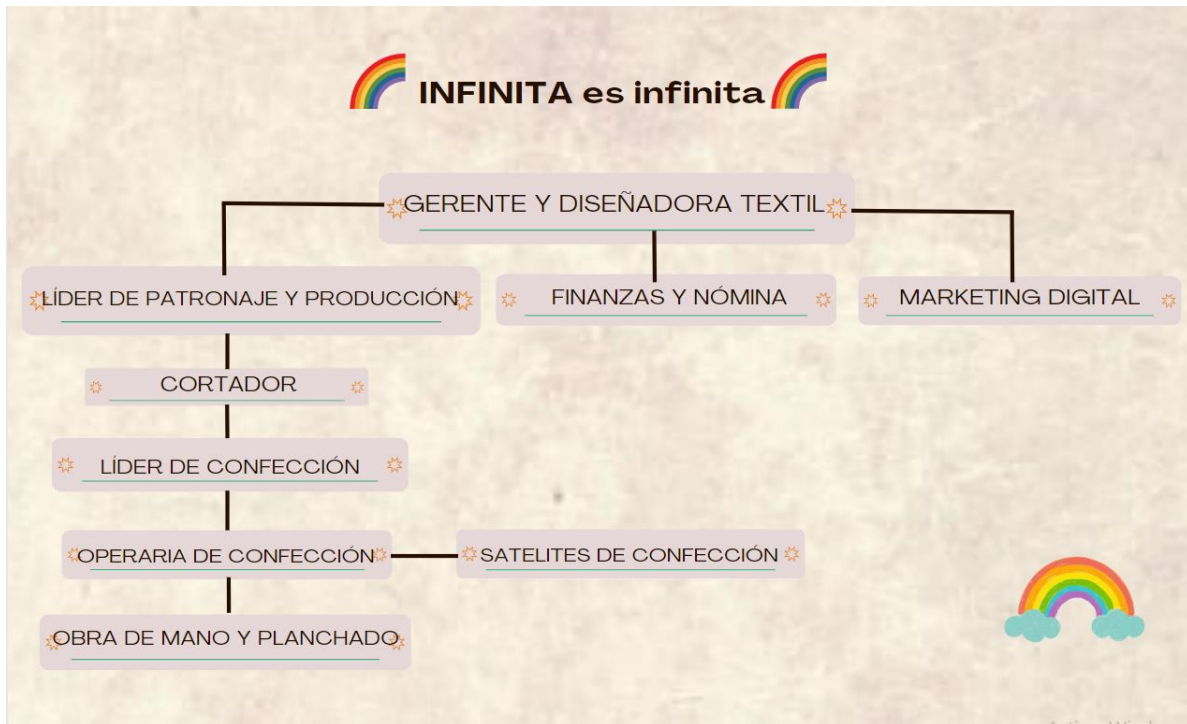 INFINITA es infinita
GERENTE Y DISEÑADORA TEXTIL
LÍDER DE PATRONAJE Y PRODUCCIÓN
FINANZAS Y NÓMINA
MARKETING DIGITAL
CORTADOR
LÍDER DE CONFECCIÓN
OPERARIA DE CONFECCIÓN
SATELITES DE CONFECCIÓN
OBRA DE MANO Y PLANCHADO